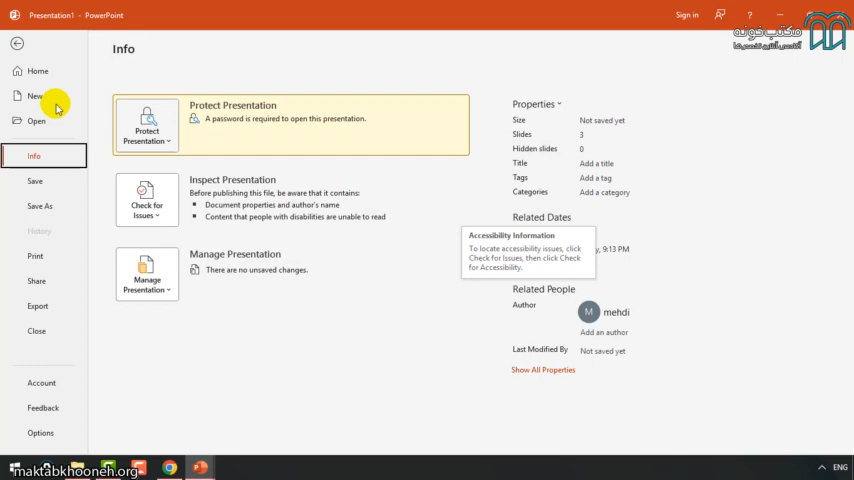 Presentation1 - PowerPoint
Sign in
?
مکتب‌خونه
آکادمی آنلاین تخصص‌ها
Info
Home
New
Open
Info
Save
Save As
History
Print
Share
Export
Close
Account
Feedback
Options
Protect Presentation
Protect Presentation
A password is required to open this presentation.
Check for Issues
Inspect Presentation
Before publishing this file, be aware that it contains:
Document properties and author's name
Content that people with disabilities are unable to read
Manage Presentation
Manage Presentation
There are no unsaved changes.
Accessibility Information
To locate accessibility issues, click
Check for Issues, then click Check
for Accessibility.
Properties
Size Not saved yet
Slides 3
Hidden slides 0
Title Add a title
Tags Add a tag
Categories Add a category
Related Dates
9:13 PM
Related People
Author M mehdi
Add an author
Last Modified By Not saved yet
Show All Properties
maktabkhooneh.org
ENG